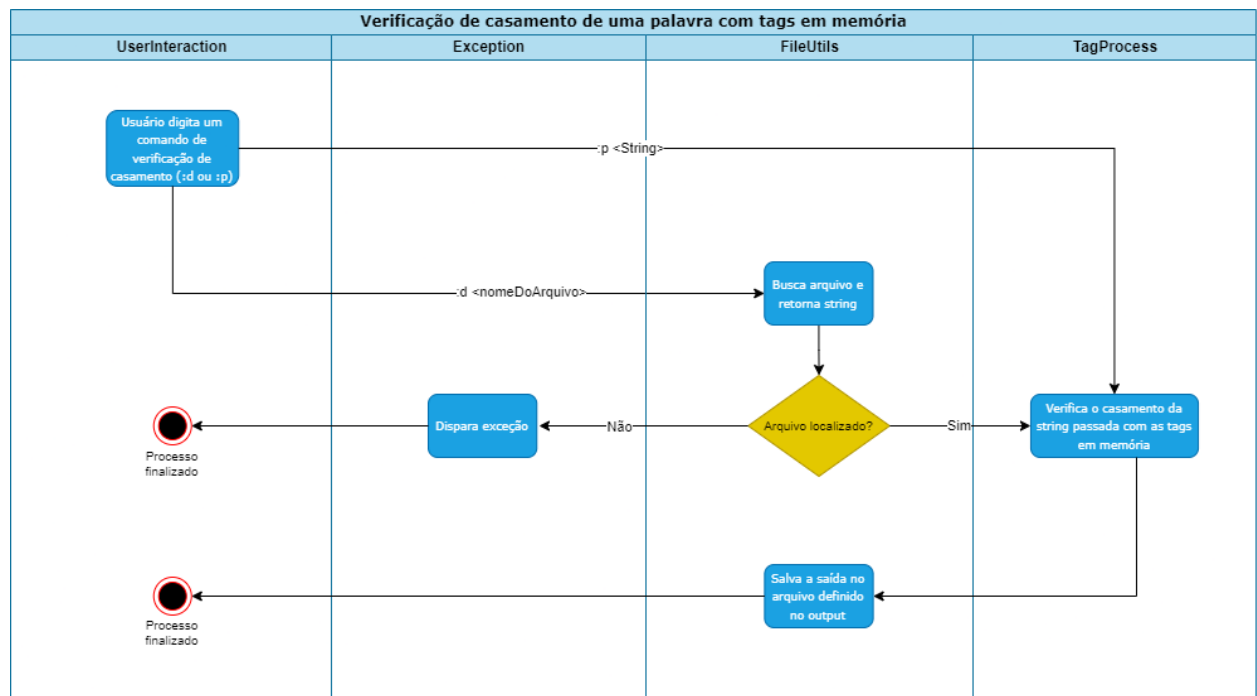 Verificação de casamento de uma palavra com tags em memória
UserInteraction
Exception
FileUtils
TagProcess
Usuário digita um
comando de
verificação de
casamento (:d ou :p)
:p <String>
:d <nomeDoArquivo>
Busca arquivo e
retorna string
Arquivo localizado?
Não
Sim
Dispara exceção
Verifica o casamento da
string passada com as tags
em memória
Processo
finalizado
Salva a saída no
arquivo definido
no output
Processo
finalizado